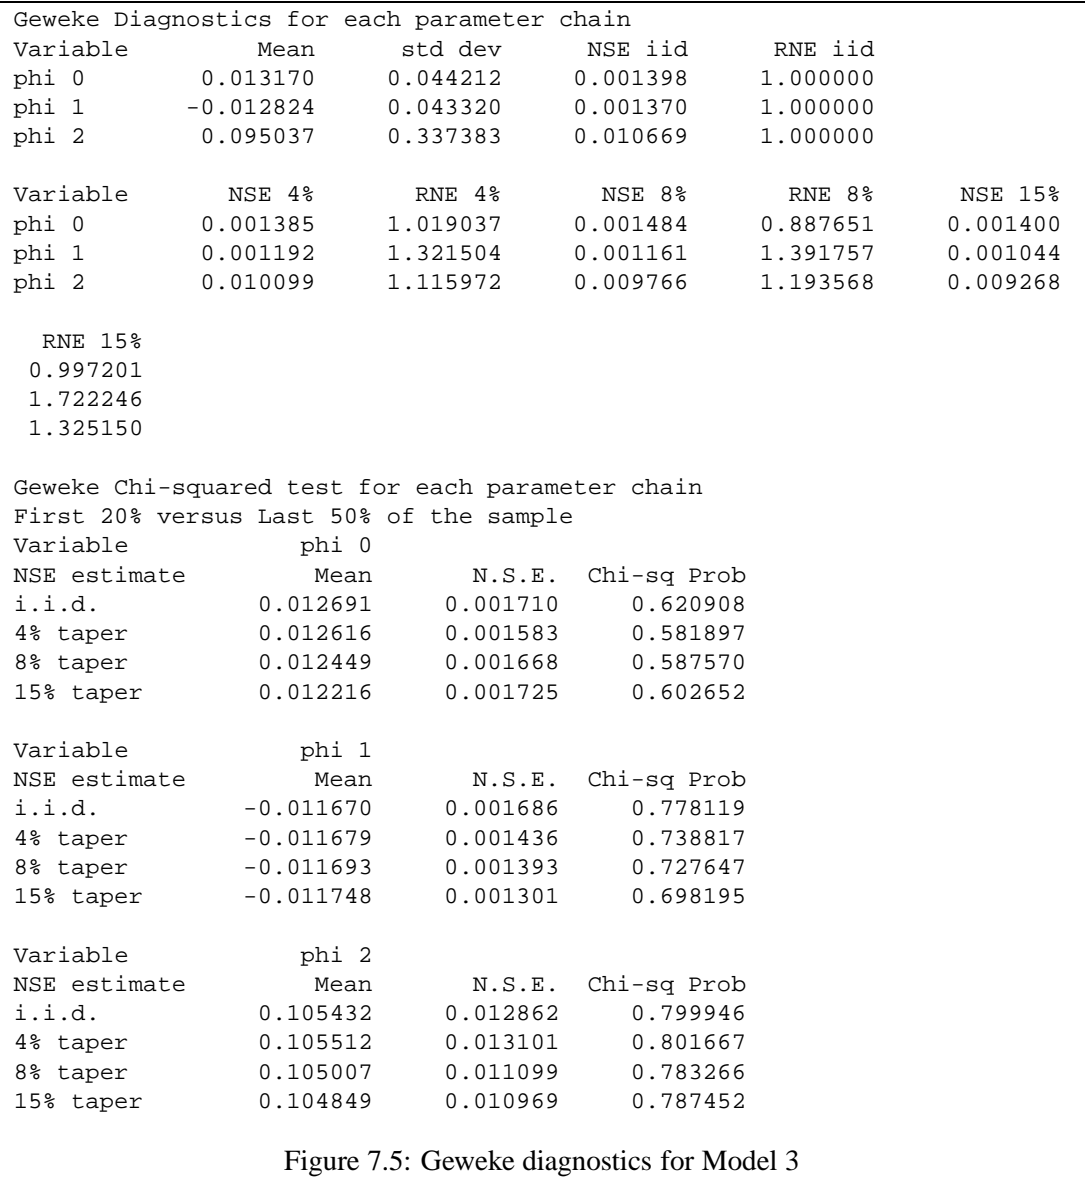 Geweke Diagnostics for each parameter chain
Variable Mean std dev NSE iid RNE iid
phi 0 0.013170 0.044212 0.001398 1.000000
phi 1 -0.012824 0.043320 0.001370 1.000000
phi 2 0.095037 0.337383 0.010669 1.000000
Variable NSE 4% RNE 4% NSE 8% RNE 8% NSE 15%
phi 0 0.001385 1.019037 0.001484 0.887651 0.001400
phi 1 0.001192 1.321504 0.001161 1.391757 0.001044
phi 2 0.010099 1.115972 0.009766 1.193568 0.009268
RNE 15%
0.997201
1.722246
1.325150
Geweke Chi-squared test for each parameter chain
First 20% versus Last 50% of the sample
Variable phi 0
NSE estimate Mean N.S.E. Chi-sq Prob
i.i.d. 0.012691 0.001710 0.620908
4% taper 0.012616 0.001583 0.581897
8% taper 0.012449 0.001668 0.587570
15% taper 0.012216 0.001725 0.602652
Variable phi 1
NSE estimate Mean N.S.E. Chi-sq Prob
i.i.d. -0.011670 0.001686 0.778119
4% taper -0.011679 0.001436 0.738817
8% taper -0.011693 0.001393 0.727647
15% taper -0.011748 0.001301 0.698195
Variable phi 2
NSE estimate Mean N.S.E. Chi-sq Prob
i.i.d. 0.105432 0.012862 0.799946
4% taper 0.105512 0.013101 0.801667
8% taper 0.105007 0.011099 0.783266
15% taper 0.104849 0.010969 0.787452
Figure 7.5: Geweke diagnostics for Model 3